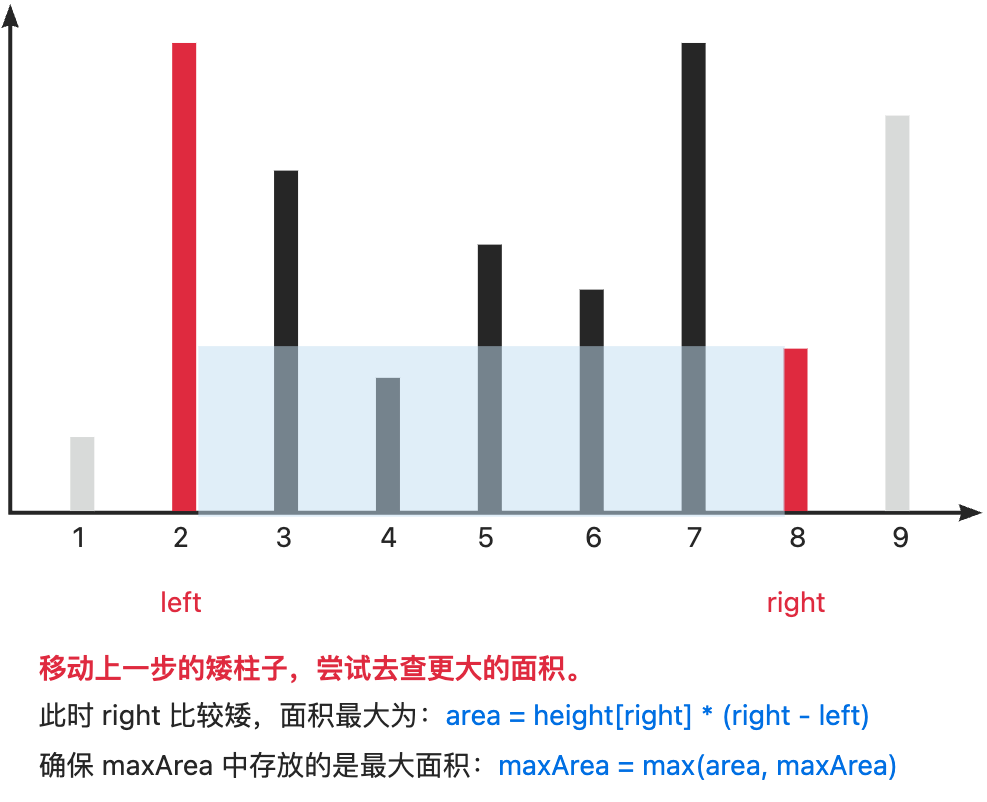 1 2 3 4 5 6 7 8 9
left right
移动上一步的矮柱子，尝试去查更大的面积。
此时 right 比较矮，面积最大为：area = height[right] * (right - left)
确保 maxArea 中存放的是最大面积：maxArea = max(area, maxArea)